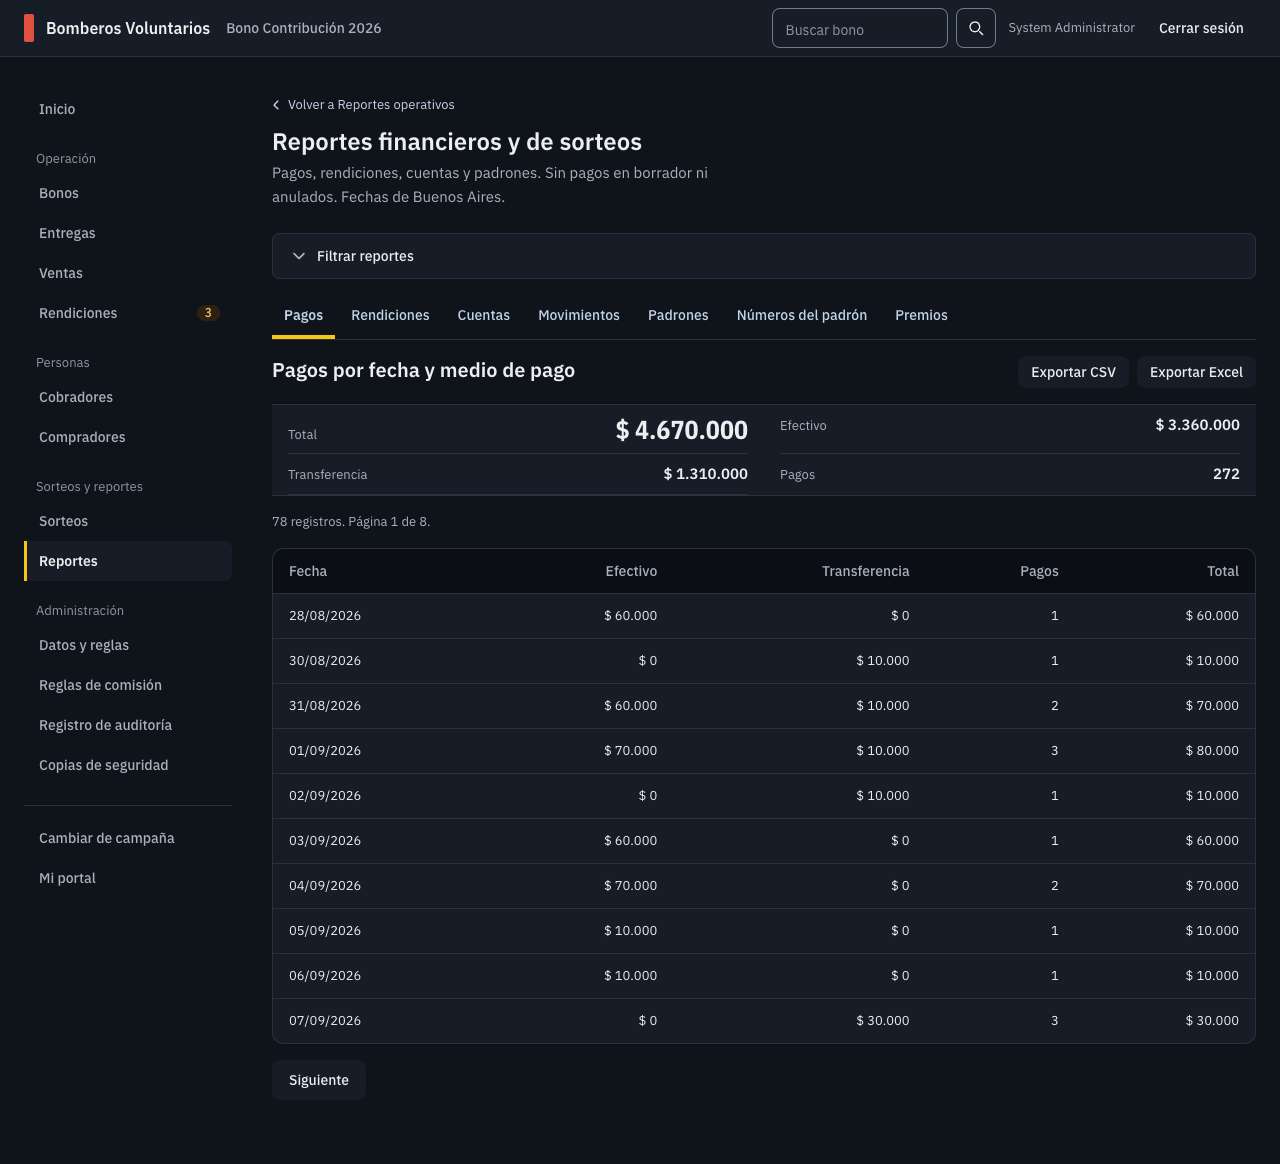 Bomberos Voluntarios
Bono Contribución 2026
Buscar bono
System Administrator
Cerrar sesión
Inicio
Operación
Bonos
Entregas
Ventas
Rendiciones 3
Personas
Cobradores
Compradores
Sorteos y reportes
Sorteos
Reportes
Administración
Datos y reglas
Reglas de comisión
Registro de auditoría
Copias de seguridad
Cambiar de campaña
Mi portal
Volver a Reportes operativos
Reportes financieros y de sorteos
Pagos, rendiciones, cuentas y padrones. Sin pagos en borrador ni
anulados. Fechas de Buenos Aires.
Filtrar reportes
Pagos Rendiciones Cuentas Movimientos Padrones Números del padrón Premios
Pagos por fecha y medio de pago
Exportar CSV
Exportar Excel
Total $ 4.670.000
Efectivo $ 3.360.000
Transferencia $ 1.310.000
Pagos 272
78 registros. Página 1 de 8.
Fecha Efectivo Transferencia Pagos Total
28/08/2026 $ 60.000 $ 0 1 $ 60.000
30/08/2026 $ 0 $ 10.000 1 $ 10.000
31/08/2026 $ 60.000 $ 10.000 2 $ 70.000
01/09/2026 $ 70.000 $ 10.000 3 $ 80.000
02/09/2026 $ 0 $ 10.000 1 $ 10.000
03/09/2026 $ 60.000 $ 0 1 $ 60.000
04/09/2026 $ 70.000 $ 0 2 $ 70.000
05/09/2026 $ 10.000 $ 0 1 $ 10.000
06/09/2026 $ 10.000 $ 0 1 $ 10.000
07/09/2026 $ 0 $ 30.000 3 $ 30.000
Siguiente